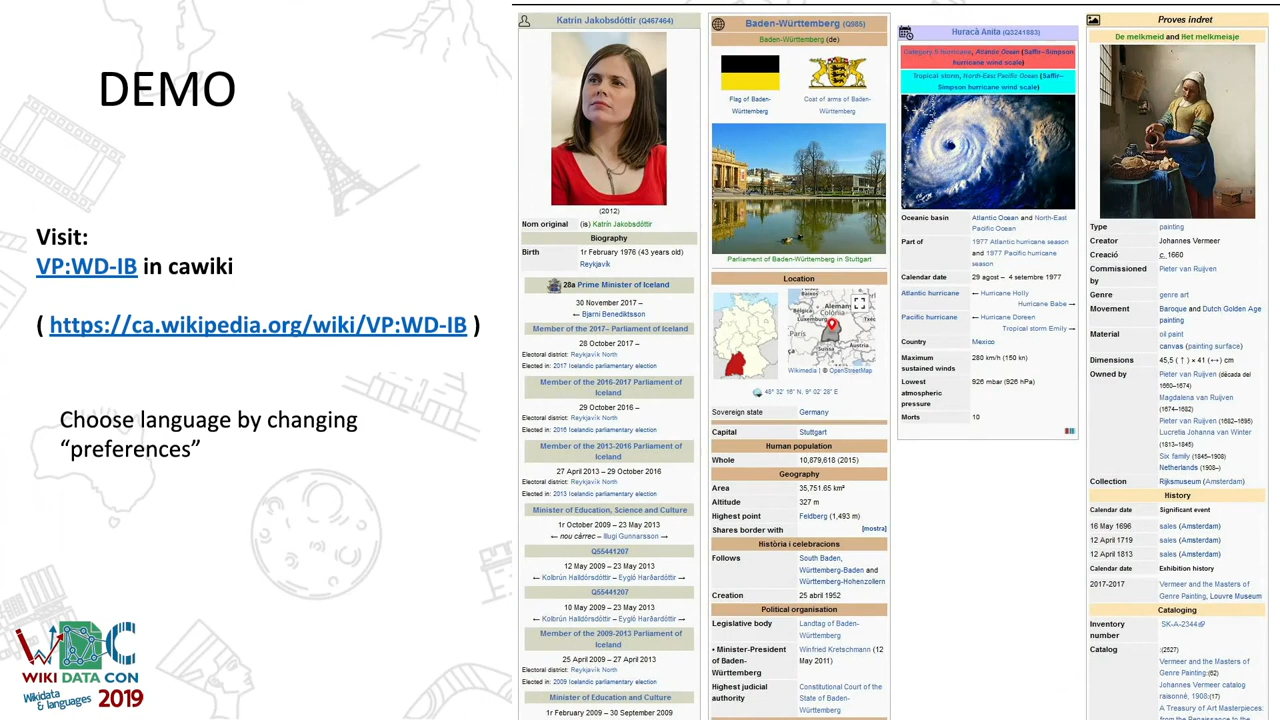 DEMO
Visit:
VP:WD-IB in cawiki
( https://ca.wikipedia.org/wiki/VP:WD-IB )
Choose language by changing
“preferences”
WIKI DATA CON
Wikidata
& languages 2019
Katrín Jakobsdóttir (Q467464)
(2012)
Nom original (is) Katrín Jakobsdóttir
Biography
Birth 1r February 1976 (43 years old)
Reykjavík
28a Prime Minister of Iceland
30 November 2017 –
← Bjarni Benediktsson
Member of the 2017– Parliament of Iceland
28 October 2017 –
Electoral district: Reykjavík North
Elected in: 2017 Icelandic parliamentary election
Member of the 2016-2017 Parliament of
Iceland
29 October 2016 –
Electoral district: Reykjavík North
Elected in: 2016 Icelandic parliamentary election
Member of the 2013-2016 Parliament of
Iceland
27 April 2013 – 29 October 2016
Electoral district: Reykjavík North
Elected in: 2013 Icelandic parliamentary election
Minister of Education, Science and Culture
1r October 2009 – 23 May 2013
← nou càrrec – Illugi Gunnarsson →
Q55441207
12 May 2009 – 23 May 2013
← Kolbrún Halldórsdóttir – Eygló Harðardóttir →
Q55441207
10 May 2009 – 23 May 2013
← Kolbrún Halldórsdóttir – Eygló Harðardóttir →
Member of the 2009-2013 Parliament of
Iceland
25 April 2009 – 27 April 2013
Electoral district: Reykjavík North
Elected in: 2009 Icelandic parliamentary election
Minister of Education and Culture
1r February 2009 – 30 September 2009
Baden-Württemberg (Q985)
Baden-Württemberg (de)
Flag of Baden-
Württemberg
Coat of arms of Baden-
Württemberg
Parliament of Baden-Württemberg in Stuttgart
Location
Wikimedia | © OpenStreetMap
48° 32′ 16″ N, 9° 02′ 28″ E
Sovereign state Germany
Capital Stuttgart
Human population
Whole 10,879,618 (2015)
Geography
Area 35,751.65 km²
Altitude 327 m
Highest point Feldberg (1,493 m)
Shares border with [mostra]
Història i celebracions
Follows South Baden,
Württemberg-Baden and
Württemberg-Hohenzollern
Creation 25 abril 1952
Political organisation
Legislative body Landtag of Baden-
Württemberg
• Minister-President Winfried Kretschmann (12
of Baden- May 2011)
Württemberg
Highest judicial Constitutional Court of the
authority State of Baden-
Württemberg
Huracà Anita (Q3241883)
Category 5 hurricane, Atlantic Ocean (Saffir–Simpson
hurricane wind scale)
Tropical storm, North-East Pacific Ocean (Saffir–
Simpson hurricane wind scale)
Oceanic basin Atlantic Ocean and North-East
Pacific Ocean
Part of 1977 Atlantic hurricane season
and 1977 Pacific hurricane
season
Calendar date 29 agost – 4 setembre 1977
Atlantic hurricane ← Hurricane Holly
Hurricane Babe →
Pacific hurricane ← Hurricane Doreen
Tropical storm Emily →
Country Mexico
Maximum 280 km/h (150 kn)
sustained winds
Lowest 926 mbar (926 hPa)
atmospheric
pressure
Morts 10
Proves indret
De melkmeid and Het melkmeisje
Type painting
Creator Johannes Vermeer
Creació c. 1660
Commissioned Pieter van Ruijven
by
Genre genre art
Movement Baroque and Dutch Golden Age
painting
Material oil paint
canvas (painting surface)
Dimensions 45,5 (↑) × 41 (↔) cm
Owned by Pieter van Ruijven (dècada del
1660–1674)
Magdalena van Ruijven
(1674–1682)
Pieter van Ruijven (1682–1696)
Lucretia Johanna van Winter
(1813–1845)
Six family (1845–1908)
Netherlands (1908–)
Collection Rijksmuseum (Amsterdam)
History
Calendar date Significant event
16 May 1696 sales (Amsterdam)
12 April 1719 sales (Amsterdam)
12 April 1813 sales (Amsterdam)
Calendar date Exhibition history
2017-2017 Vermeer and the Masters of
Genre Painting, Louvre Museum
Cataloging
Inventory SK-A-2344
number
Catalog :(2527)
Vermeer and the Masters of
Genre Painting:(62)
Johannes Vermeer catalog
raisonné, 1908:(17)
A Treasury of Art Masterpieces: